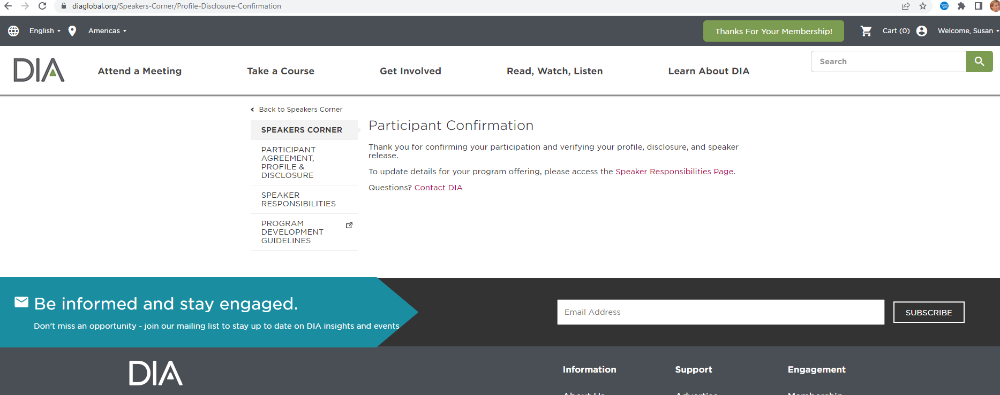 diaglobal.org/Speakers-Corner/Profile-Disclosure-Confirmation
English
Americas
Thanks For Your Membership!
Cart (0)
Welcome, Susan
DIA
Attend a Meeting
Take a Course
Get Involved
Read, Watch, Listen
Learn About DIA
Search
Back to Speakers Corner
SPEAKERS CORNER
PARTICIPANT
AGREEMENT,
PROFILE &
DISCLOSURE
SPEAKER
RESPONSIBILITIES
PROGRAM
DEVELOPMENT
GUIDELINES
Participant Confirmation
Thank you for confirming your participation and verifying your profile, disclosure, and speaker
release.
To update details for your program offering, please access the Speaker Responsibilities Page.
Questions? Contact DIA
Be informed and stay engaged.
Don't miss an opportunity - join our mailing list to stay up to date on DIA insights and events
Email Address
SUBSCRIBE
DIA
Information
Support
Engagement
About Us
Advertise
Membership